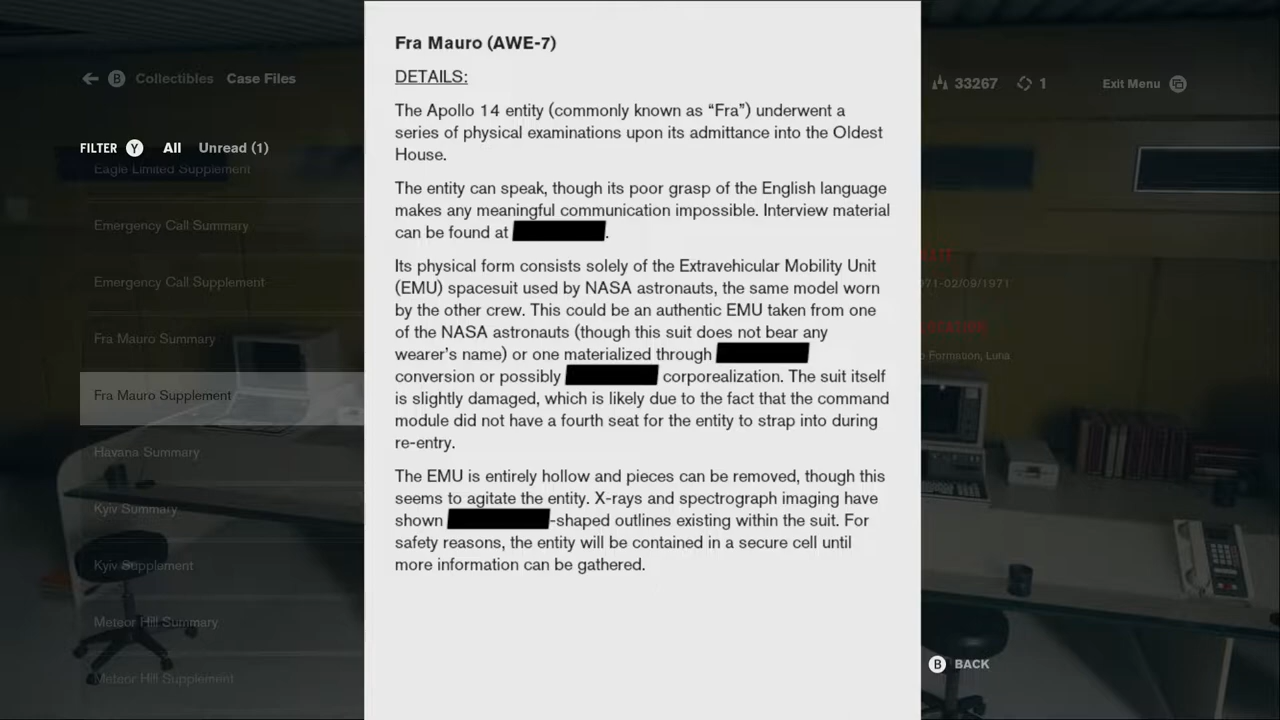 Fra Mauro (AWE-7)
DETAILS:
The Apollo 14 entity (commonly known as “Fra”) underwent a
series of physical examinations upon its admittance into the Oldest
House.
The entity can speak, though its poor grasp of the English language
makes any meaningful communication impossible. Interview material
can be found at .
Its physical form consists solely of the Extravehicular Mobility Unit
(EMU) spacesuit used by NASA astronauts, the same model worn
by the other crew. This could be an authentic EMU taken from one
of the NASA astronauts (though this suit does not bear any
wearer’s name) or one materialized through
conversion or possibly corporealization. The suit itself
is slightly damaged, which is likely due to the fact that the command
module did not have a fourth seat for the entity to strap into during
re-entry.
The EMU is entirely hollow and pieces can be removed, though this
seems to agitate the entity. X-rays and spectrograph imaging have
shown -shaped outlines existing within the suit. For
safety reasons, the entity will be contained in a secure cell until
more information can be gathered.
B Collectibles Case Files
FILTER Y All Unread (1)
Eagle Limited Supplement
Emergency Call Summary
Emergency Call Supplement
Fra Mauro Summary
Fra Mauro Supplement
Havana Summary
Kyiv Summary
Kyiv Supplement
Meteor Hill Summary
Meteor Hill Supplement
33267 1 Exit Menu
971-02/09/1971
Formation, Luna
B BACK